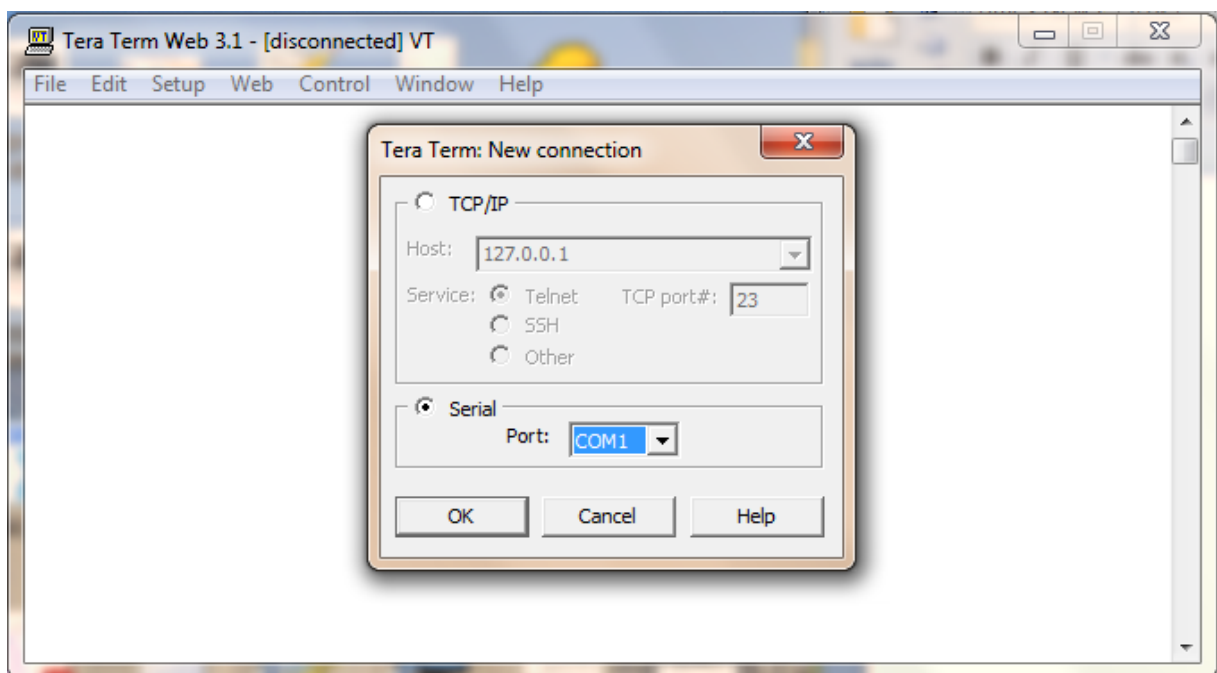 Tera Term Web 3.1 - [disconnected] VT
File Edit Setup Web Control Window Help
Tera Term: New connection
TCP/IP
Host: 127.0.0.1
Service: Telnet TCP port#: 23
SSH
Other
Serial
Port: COM1
OK Cancel Help